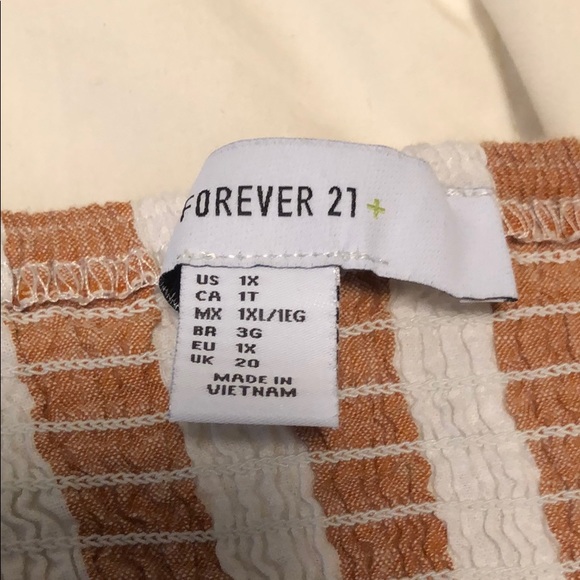 FOREVER 21 +
US 1X
CA 1T
MX 1XL/1EG
BR 3G
EU 1X
UK 20
MADE IN
VIETNAM